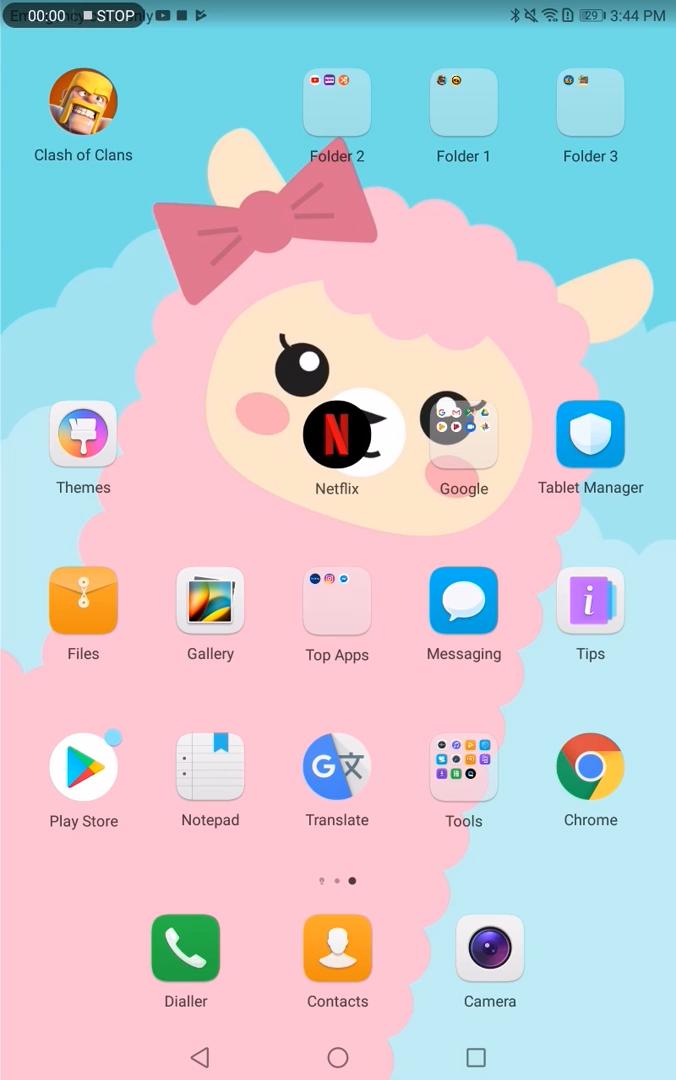 00:00 STOP
29 3:44 PM
Clash of Clans Folder 2 Folder 1 Folder 3
Themes Netflix Google Tablet Manager
Files Gallery Top Apps Messaging Tips
Play Store Notepad Translate Tools Chrome
Dialler Contacts Camera